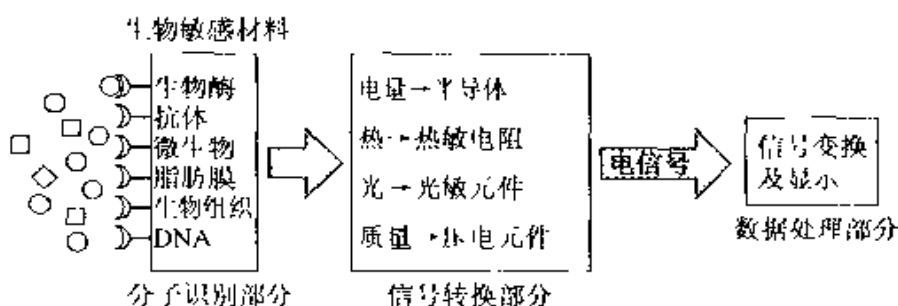 生物敏感材料
生物酶
抗体
微生物
脂肪膜
生物组织
DNA
分子识别部分
电量→半导体
热→热敏电阻
光→光敏元件
质量→压电元件
信号转换部分
电信号
信号变换
及显示
数据处理部分